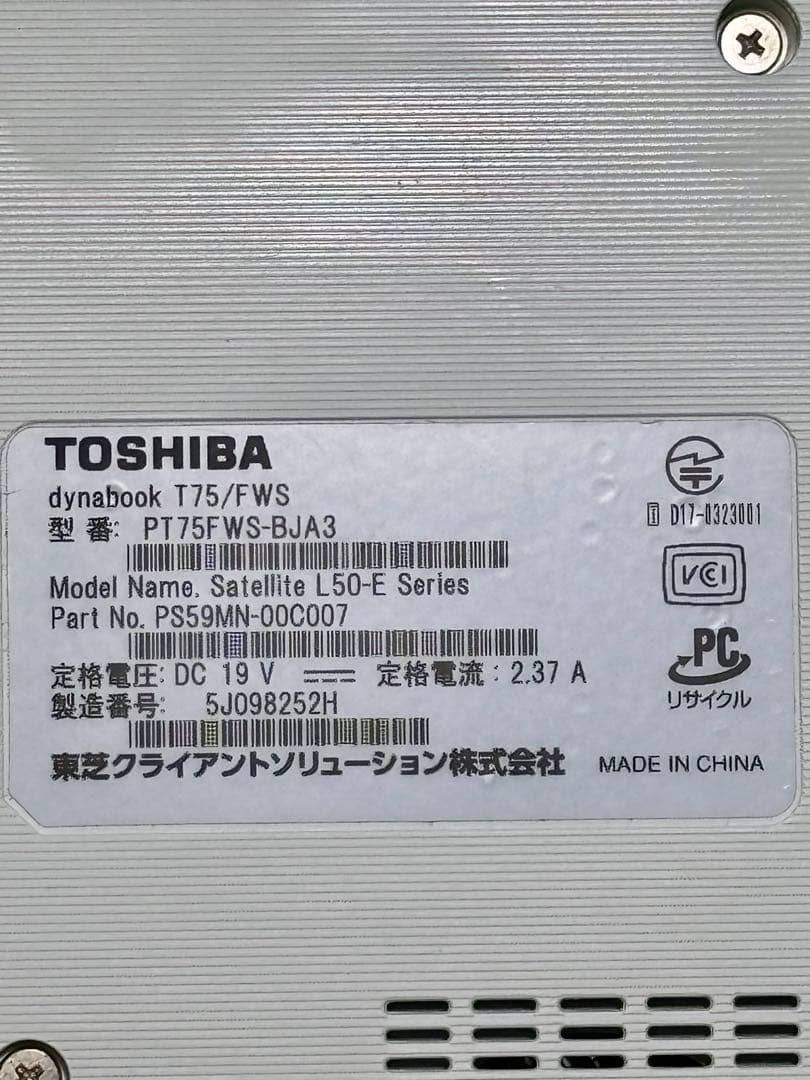 TOSHIBA
dynabook T75/FWS
型 番: PT75FWS-BJA3
Model Name. Satellite L50-E Series
Part No. PS59MN-00C007
定格電圧: DC 19 V 定格電流: 2.37 A
製造番号: 5J098252H
東芝クライアントソリューション株式会社
MADE IN CHINA
D17-0323001
VCI
PC
リサイクル